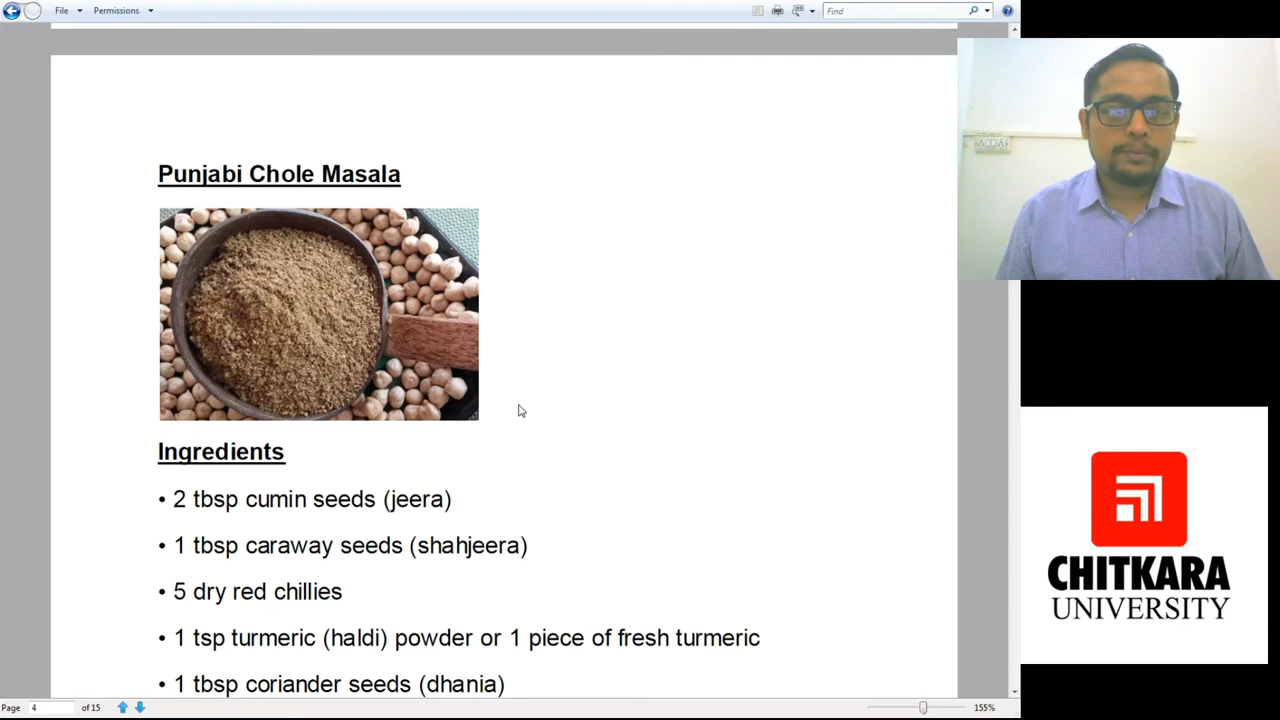 File Permissions Find
Punjabi Chole Masala
Ingredients
• 2 tbsp cumin seeds (jeera)
• 1 tbsp caraway seeds (shahjeera)
• 5 dry red chillies
• 1 tsp turmeric (haldi) powder or 1 piece of fresh turmeric
• 1 tbsp coriander seeds (dhania)
Page 4 of 15 155%
CHITKARA
UNIVERSITY